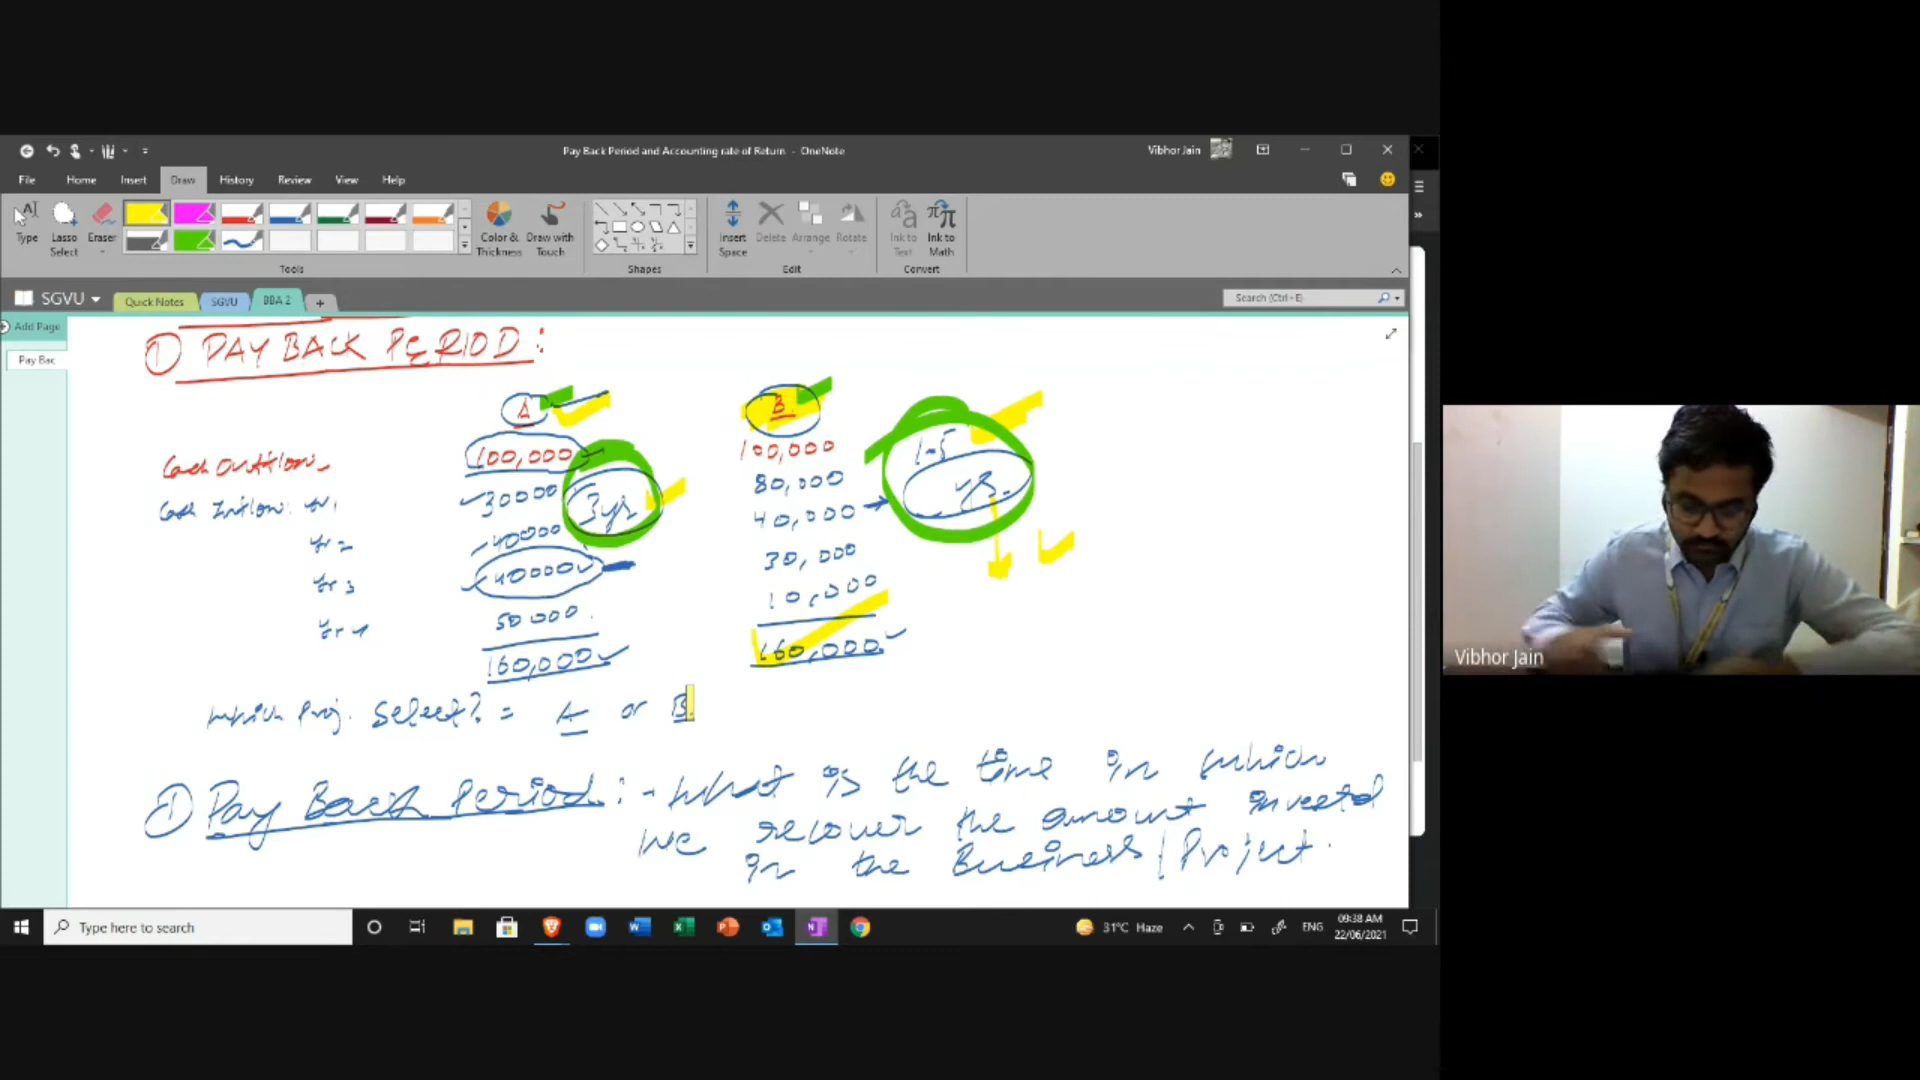 Pay Back Period and Accounting rate of Return - OneNote
Vibhor Jain
File Home Insert Draw History Review View Help
Type
Lasso Select
Eraser
Color & Thickness
Draw with Touch
Insert Space
Delete
Arrange
Rotate
Ink to Text
Ink to Math
Tools
Shapes
Edit
Convert
SGVU
Quick Notes
SGVU
BBA 2
Search (Ctrl+E)
Add Page
Pay Bac
① PAY BACK PERIOD:
A B
Cash Outflow 100,000 100,000 1-5
Cash Inflow: Yr 1 30000 3yr 80,000 yr.
Yr 2 40000 40,000
Yr 3 40000 30,000
Yr 4 50000 10,000
160,000 160,000
Which Proj. Select? = A or B.
① Pay Back Period :- What is the time in which
we recover the amount invested
in the Business / Project.
Vibhor Jain
Type here to search
31°C Haze
ENG
09:38 AM
22/06/2021